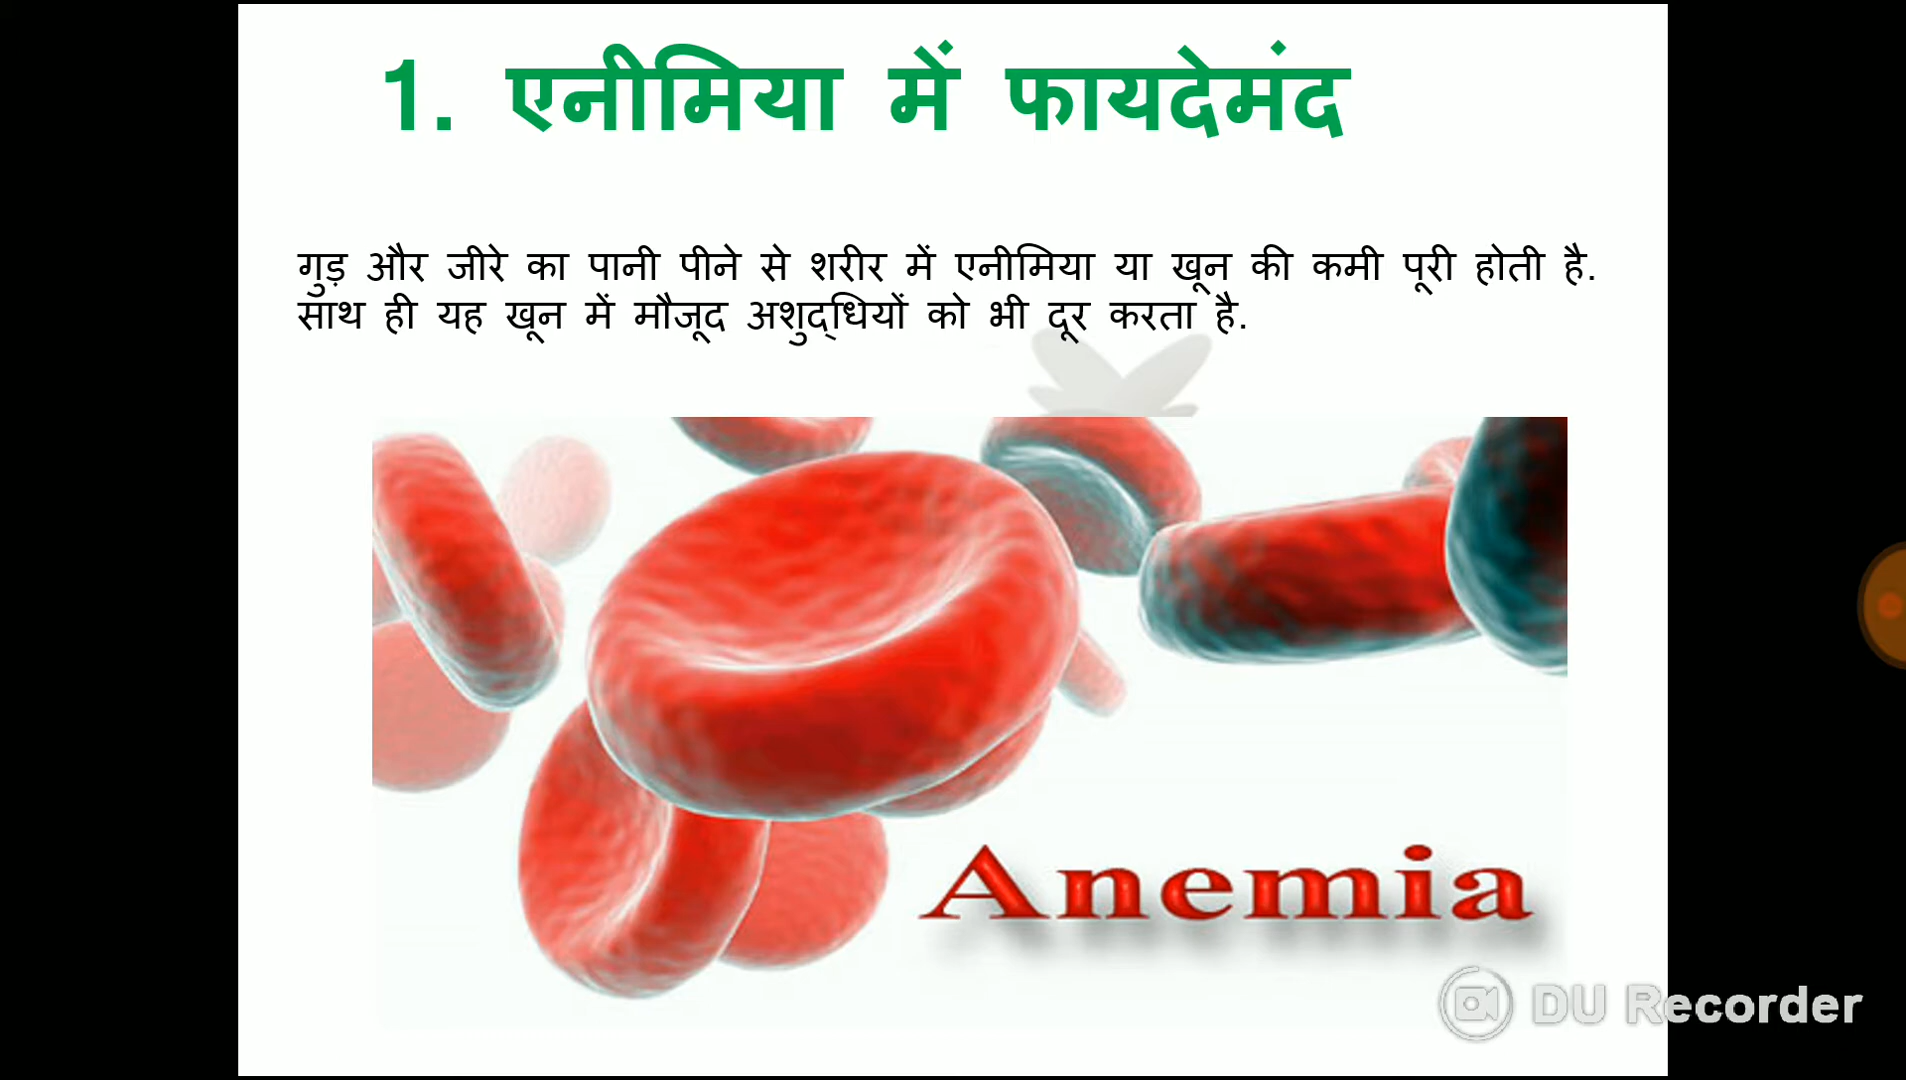 1. एनीमिया में फायदेमंद
गुड़ और जीरे का पानी पीने से शरीर में एनीमिया या खून की कमी पूरी होती है.
साथ ही यह खून में मौजूद अशुद्धियों को भी दूर करता है.
Anemia
DU Recorder